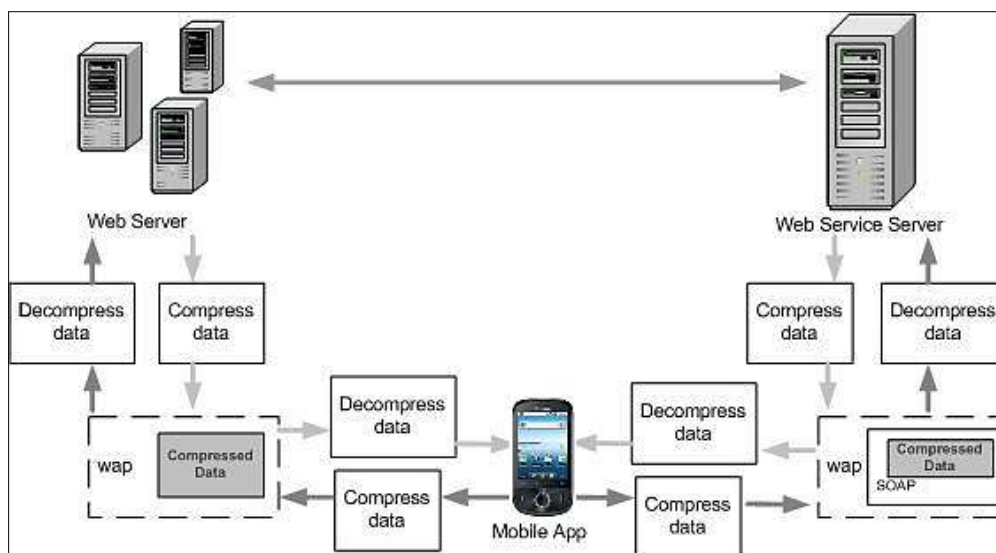 Web Server
Web Service Server
Decompress
data
Compress
data
Compress
data
Decompress
data
Decompress
data
Decompress
data
wap
Compressed
Data
wap
Compressed
Data
SOAP
Compress
data
Mobile App
Compress
data